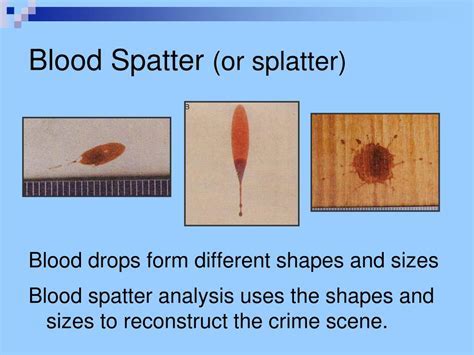 Blood Spatter (or splatter)
B
Blood drops form different shapes and sizes
Blood spatter analysis uses the shapes and
sizes to reconstruct the crime scene.